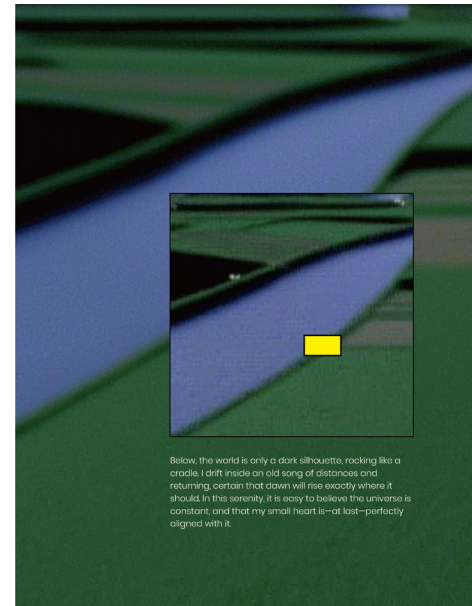 Below, the world is only a dark silhouette, rocking like a
cradle. I drift inside an old song of distances and
returning, certain that dawn will rise exactly where it
should. In this serenity, it is easy to believe the universe is
constant, and that my small heart is—at last—perfectly
aligned with it.